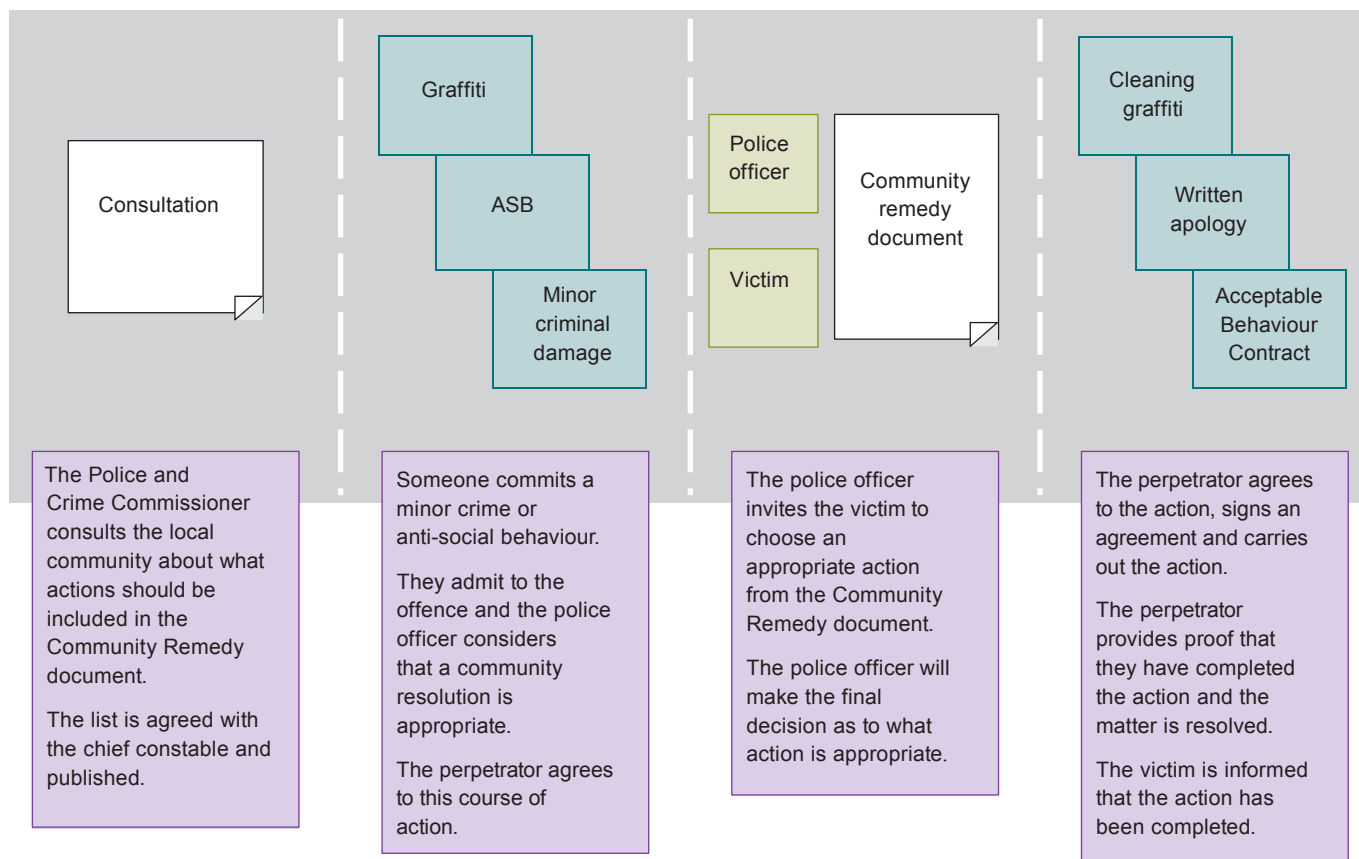 Consultation
The Police and
Crime Commissioner
consults the local
community about what
actions should be
included in the
Community Remedy
document.
The list is agreed with
the chief constable and
published.
Graffiti
ASB
Minor
criminal
damage
Someone commits a
minor crime or
anti-social behaviour.
They admit to the
offence and the police
officer considers
that a community
resolution is
appropriate.
The perpetrator agrees
to this course of
action.
Police
officer
Victim
Community
remedy
document
The police officer
invites the victim to
choose an
appropriate action
from the Community
Remedy document.
The police officer will
make the final
decision as to what
action is appropriate.
Cleaning
graffiti
Written
apology
Acceptable
Behaviour
Contract
The perpetrator agrees
to the action, signs an
agreement and carries
out the action.
The perpetrator
provides proof that
they have completed
the action and the
matter is resolved.
The victim is informed
that the action has
been completed.